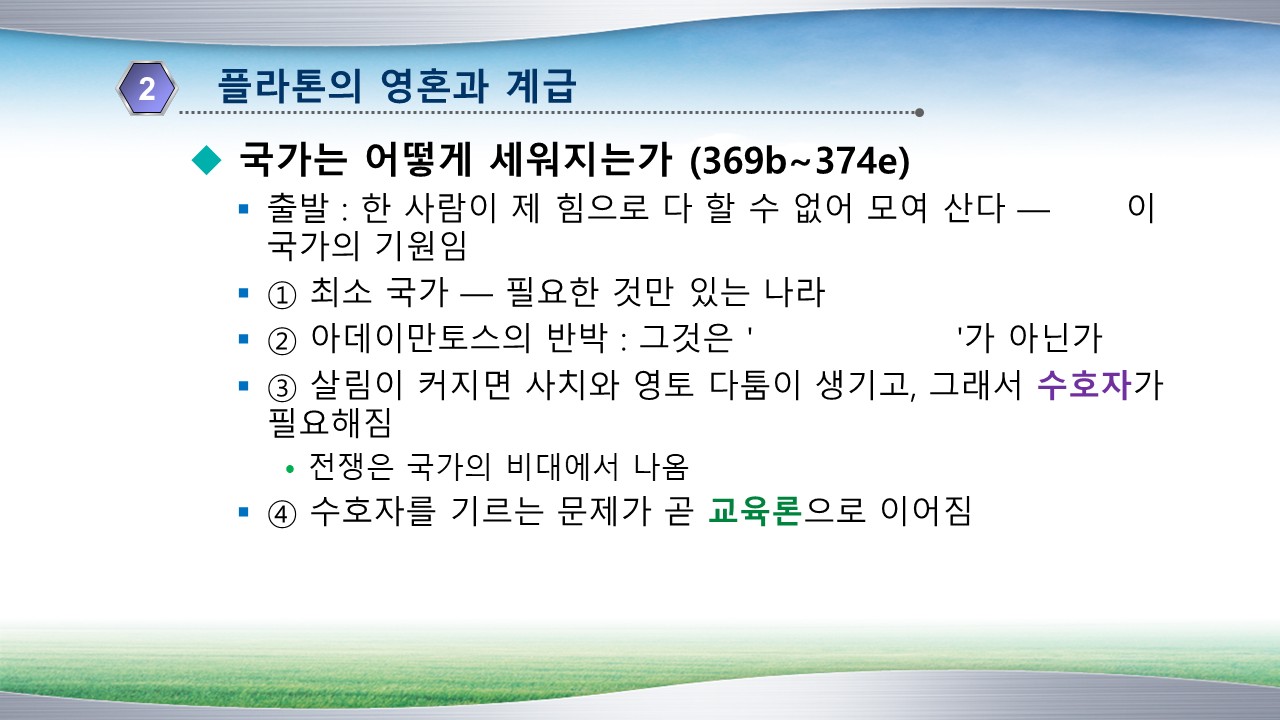 2
플라톤의 영혼과 계급
◆ 국가는 어떻게 세워지는가 (369b~374e)
▪ 출발 : 한 사람이 제 힘으로 다 할 수 없어 모여 산다 — 이
국가의 기원임
▪ ① 최소 국가 — 필요한 것만 있는 나라
▪ ② 아데이만토스의 반박 : 그것은 ' '가 아닌가
▪ ③ 살림이 커지면 사치와 영토 다툼이 생기고, 그래서 수호자가
필요해짐
• 전쟁은 국가의 비대에서 나옴
▪ ④ 수호자를 기르는 문제가 곧 교육론으로 이어짐